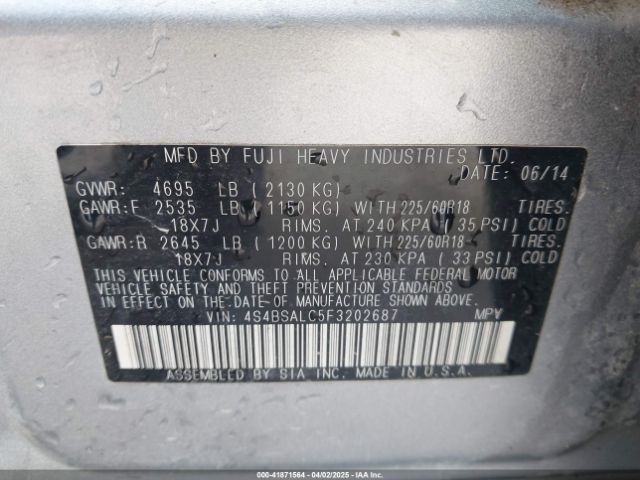 MFD BY FUJI HEAVY INDUSTRIES LTD.
DATE: 06/14
GVWR: 4695 LB (2130 KG)
GAWR:F 2535 LB (1150 KG) WITH 225/60R18 TIRES.
18X7J RIMS. AT 240 KPA (35 PSI) COLD
GAWR:R 2645 LB (1200 KG) WITH 225/60R18 TIRES.
18X7J RIMS. AT 230 KPA (33 PSI) COLD
THIS VEHICLE CONFORMS TO ALL APPLICABLE FEDERAL MOTOR
VEHICLE SAFETY AND THEFT PREVENTION STANDARDS
IN EFFECT ON THE DATE OF MANUFACTURE SHOWN ABOVE.
VIN: 4S4BSALC5F3202687 MPV
ASSEMBLED BY SIA INC. MADE IN U.S.A.
000-41871564 - 04/02/2025 - IAAI.COM